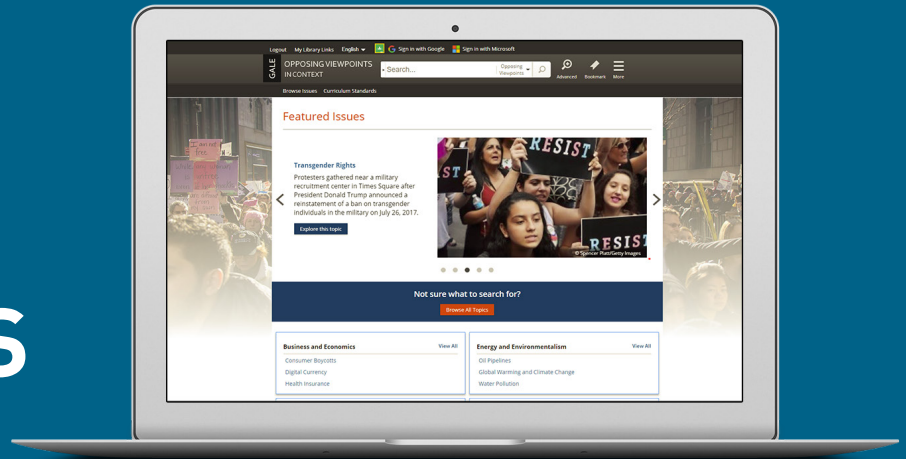 Logout My Library Links English Sign in with Google Sign in with Microsoft
GALE
OPPOSING VIEWPOINTS
IN CONTEXT
Search...
Opposing
Viewpoints
Advanced Bookmark More
Browse Issues Curriculum Standards
Featured Issues
Transgender Rights
Protesters gathered near a military
recruitment center in Times Square after
President Donald Trump announced a
reinstatement of a ban on transgender
individuals in the military on July 26, 2017.
Explore this topic
RESIST
IST
RESIST
© Spencer Platt/Getty Images
Not sure what to search for?
Browse All Topics
Business and Economics View All
Consumer Boycotts
Digital Currency
Health Insurance
Energy and Environmentalism View All
Oil Pipelines
Global Warming and Climate Change
Water Pollution
S